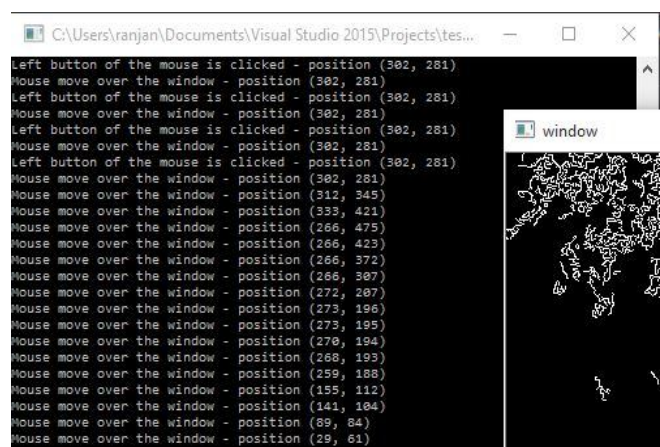 C:\Users\ranjan\Documents\Visual Studio 2015\Projects\tes...
Left button of the mouse is clicked - position (302, 281)
Mouse move over the window - position (302, 281)
Left button of the mouse is clicked - position (302, 281)
Mouse move over the window - position (302, 281)
Left button of the mouse is clicked - position (302, 281)
Mouse move over the window - position (302, 281)
Left button of the mouse is clicked - position (302, 281)
Mouse move over the window - position (302, 281)
Mouse move over the window - position (312, 345)
Mouse move over the window - position (333, 421)
Mouse move over the window - position (266, 475)
Mouse move over the window - position (266, 423)
Mouse move over the window - position (266, 372)
Mouse move over the window - position (266, 307)
Mouse move over the window - position (272, 207)
Mouse move over the window - position (273, 196)
Mouse move over the window - position (273, 195)
Mouse move over the window - position (270, 194)
Mouse move over the window - position (268, 193)
Mouse move over the window - position (259, 188)
Mouse move over the window - position (155, 112)
Mouse move over the window - position (141, 104)
Mouse move over the window - position (89, 84)
Mouse move over the window - position (29, 61)
window